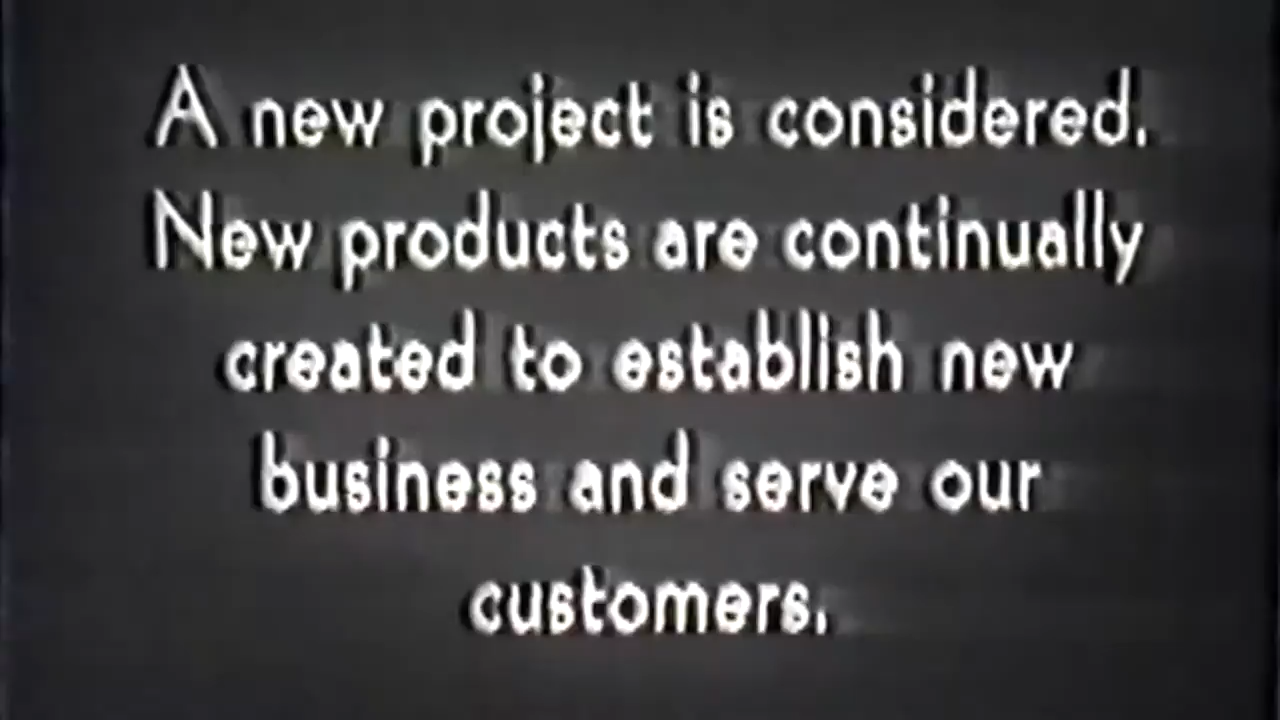 A new project is considered.
New products are continually
created to establish new
business and serve our
customers.